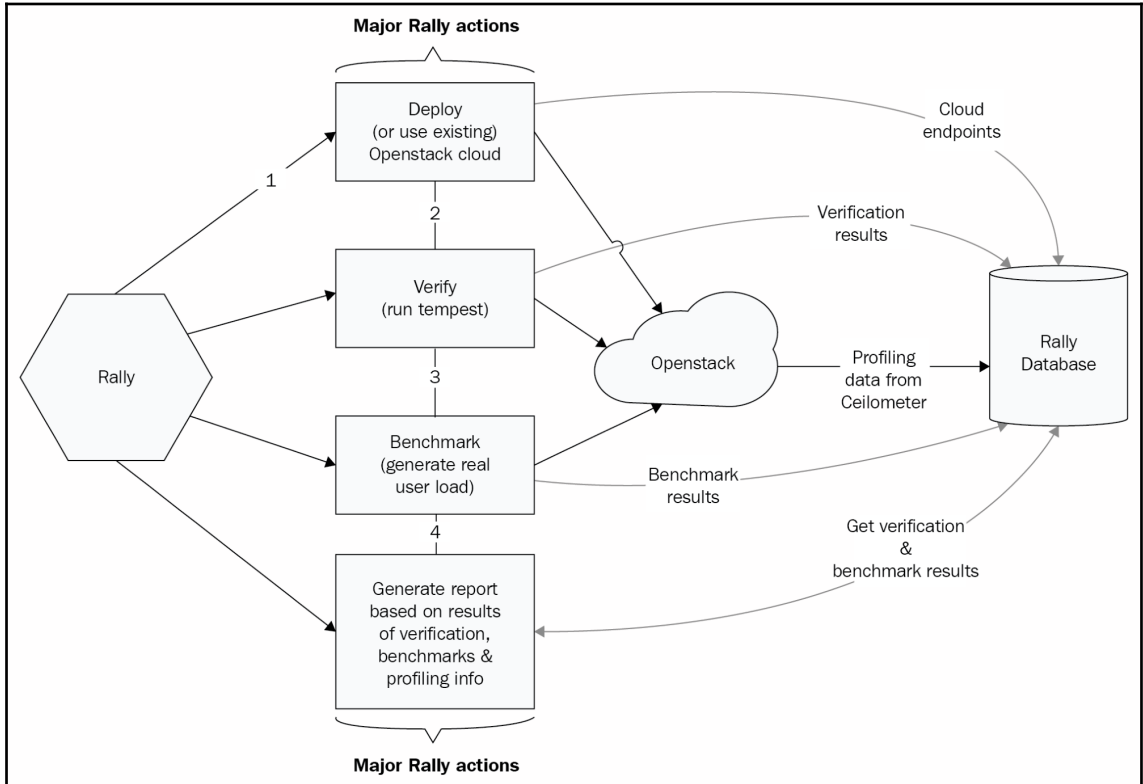 Major Rally actions
Deploy
(or use existing)
Openstack cloud
Cloud
endpoints
1
2
Verification
results
Verify
(run tempest)
Rally
Openstack
Profiling
data from
Ceilometer
Rally
Database
3
Benchmark
(generate real
user load)
Benchmark
results
4
Get verification
&
benchmark results
Generate report
based on results
of verification,
benchmarks &
profiling info
Major Rally actions